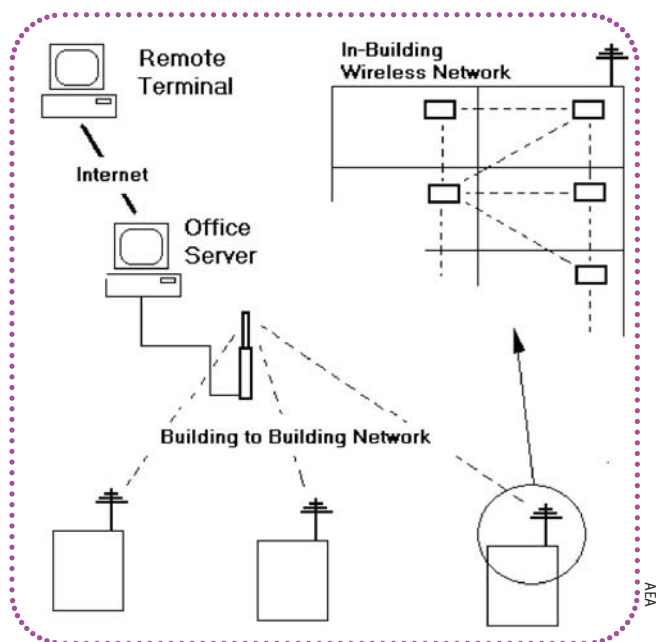 Remote
Terminal
In-Building
Wireless Network
Internet
Office
Server
Building to Building Network
AEA